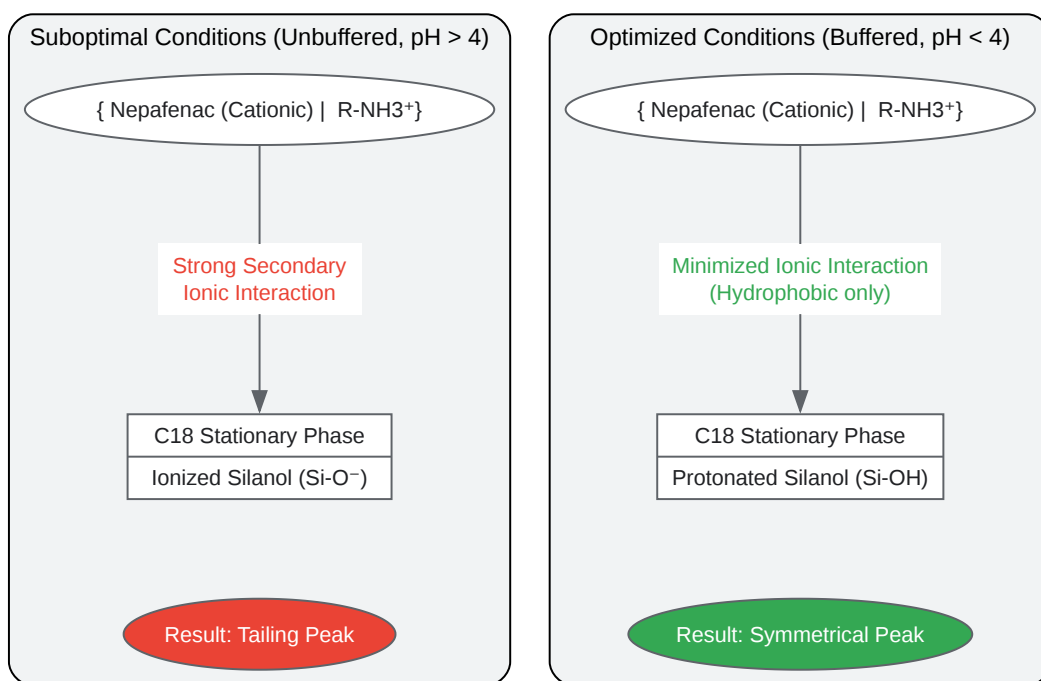 Suboptimal Conditions (Unbuffered, pH > 4)
{ Nepafenac (Cationic) | R-NH3⁺}
Strong Secondary
Ionic Interaction
C18 Stationary Phase
Ionized Silanol (Si-O⁻)
Result: Tailing Peak
Optimized Conditions (Buffered, pH < 4)
{ Nepafenac (Cationic) | R-NH3⁺}
Minimized Ionic Interaction
(Hydrophobic only)
C18 Stationary Phase
Protonated Silanol (Si-OH)
Result: Symmetrical Peak